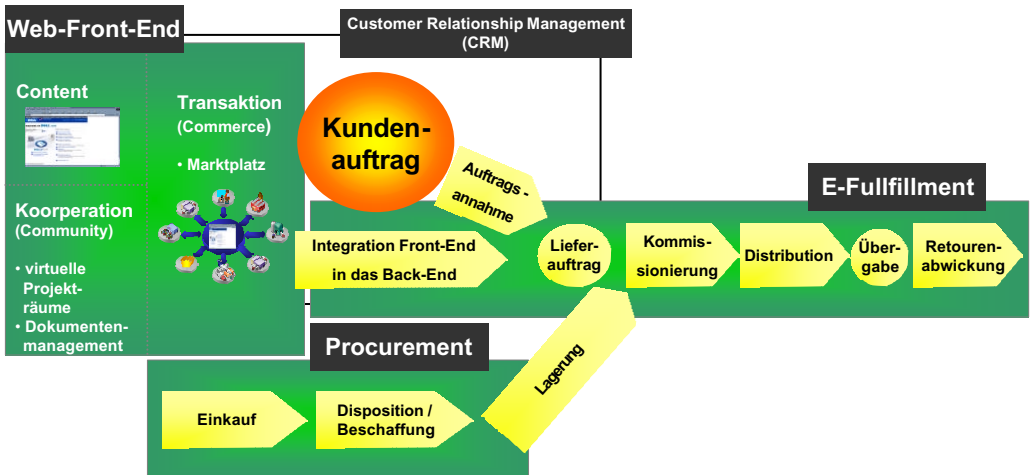 Web-Front-End
Customer Relationship Management
(CRM)
Content
Transaktion
(Commerce)
• Marktplatz
Koorperation
(Community)
• virtuelle
Projekt-
räume
• Dokumenten-
management
Kunden-
auftrag
Auftrags -
annahme
E-Fullfillment
Integration Front-End
in das Back-End
Liefer-
auftrag
Kommis-
sionierung
Distribution
Über-
gabe
Retouren-
abwickung
Procurement
Lagerung
Einkauf
Disposition /
Beschaffung